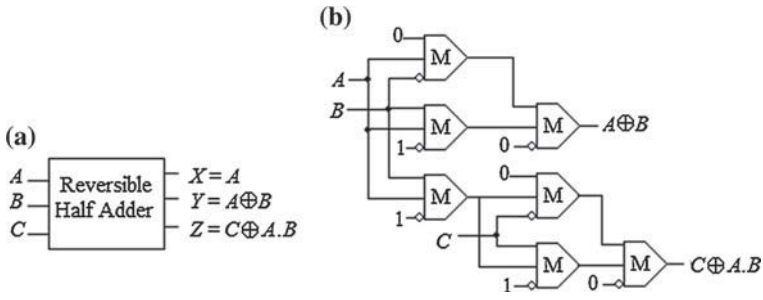 (a)
A
B
C
Reversible
Half Adder
X = A
Y = A⊕B
Z = C⊕A.B
(b)
0
A
M
B
M
1
M
0
A⊕B
M
1
0
M
C
M
1
M
0
C⊕A.B